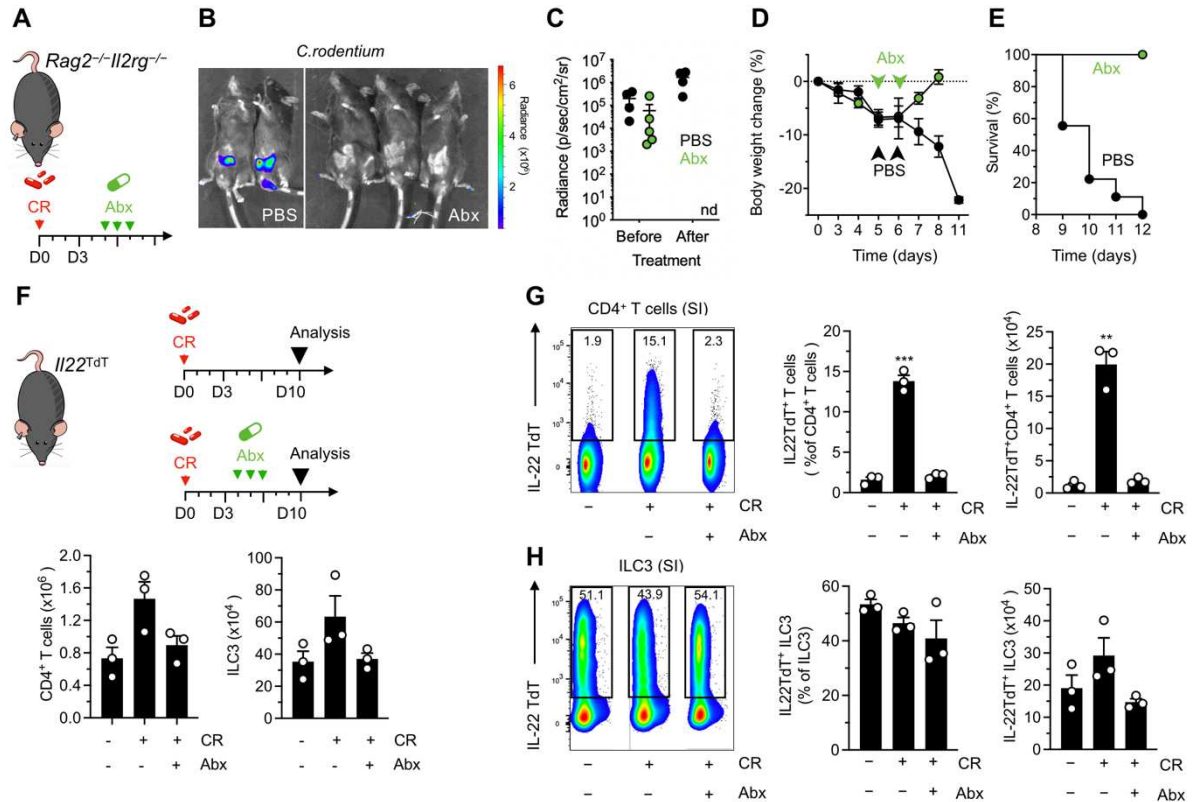 A
Rag2⁻/⁻Il2rg⁻/⁻
CR
Abx
D0 D3
B
C.rodentium
PBS
Abx
Radiance (x10⁶)
6
4
2
C
Radiance (p/sec/cm²/sr)
10⁷
10⁶
10⁵
10⁴
10³
10²
10¹
10⁰
PBS
Abx
nd
Before After
Treatment
D
Body weight change (%)
0
-10
-20
Abx
PBS
0 3 4 5 6 7 8 11
Time (days)
E
Survival (%)
100
80
60
40
20
0
Abx
PBS
8 9 10 11 12
Time (days)
F
Il22ᵀᵈᵀ
CR
Analysis
D0 D3 D10
CR
Abx
Analysis
D0 D3 D10
CD4⁺ T cells (x10⁶)
2.0
1.6
1.2
0.8
0.4
0.0
- + + CR
- - + Abx
ILC3 (x10⁴)
100
80
60
40
20
0
- + + CR
- - + Abx
G
CD4⁺ T cells (SI)
1.9 15.1 2.3
IL-22 TdT
10⁵
10⁴
10³
0
– + + CR
– – + Abx
IL22TdT⁺ T cells
( %of CD4⁺ T cells)
20
15
10
5
0
***
– + + CR
– – + Abx
IL-22TdT⁺CD4⁺ T cells (x10⁴)
25
20
15
10
5
0
**
– + + CR
– – + Abx
H
ILC3 (SI)
51.1 43.9 54.1
IL-22 TdT
10⁵
10⁴
10³
0
– + + CR
– – + Abx
IL22TdT⁺ ILC3
(% of ILC3)
60
40
20
0
– + + CR
– – + Abx
IL-22TdT⁺ ILC3 (x10⁴)
50
40
30
20
10
0
– + + CR
– – + Abx